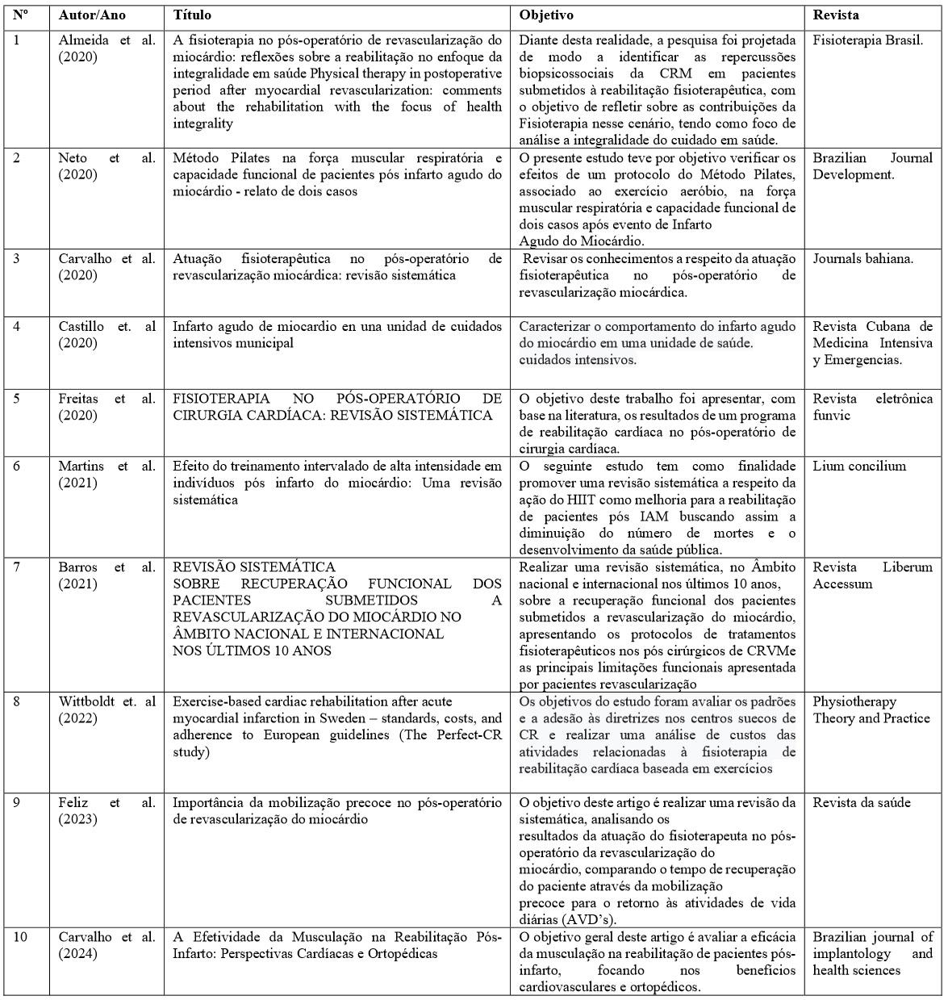 Nº Autor/Ano Título Objetivo Revista
1 Almeida et al. (2020)
A fisioterapia no pós-operatório de revascularização do
miocárdio: reflexões sobre a reabilitação no enfoque da
integralidade em saúde Physical therapy in postoperative
period after myocardial revascularization: comments
about the rehabilitation with the focus of health
integrality
Diante desta realidade, a pesquisa foi projetada
de modo a identificar as repercussões
biopsicossociais da CRM em pacientes
submetidos à reabilitação fisioterapêutica, com
o objetivo de refletir sobre as contribuições da
Fisioterapia nesse cenário, tendo como foco de
análise a integralidade do cuidado em saúde.
Fisioterapia Brasil.
2
Neto et al.
(2020)
Método Pilates na força muscular respiratória e
capacidade funcional de pacientes pós infarto agudo do
miocárdio - relato de dois casos
O presente estudo teve por objetivo verificar os
efeitos de um protocolo do Método Pilates,
associado ao exercício aeróbio, na força
muscular respiratória e capacidade funcional de
dois casos após evento de Infarto
Agudo do Miocárdio.
Brazilian Journal
Development.
3
Carvalho et al.
(2020)
Atuação fisioterapêutica no pós-operatório de
revascularização miocárdica: revisão sistemática
Revisar os conhecimentos a respeito da atuação
fisioterapêutica no pós-operatório de
revascularização miocárdica.
Journals bahiana.
4
Castillo et. al
(2020)
Infarto agudo de miocardio en una unidad de cuidados
intensivos municipal
Caracterizar o comportamento do infarto agudo
do miocárdio em uma unidade de saúde.
cuidados intensivos.
Revista Cubana de
Medicina Intensiva
y Emergencias.
5
Freitas et al.
(2020)
FISIOTERAPIA NO PÓS-OPERATÓRIO DE
CIRURGIA CARDÍACA: REVISÃO SISTEMÁTICA
O objetivo deste trabalho foi apresentar, com
base na literatura, os resultados de um programa
de reabilitação cardíaca no pós-operatório de
cirurgia cardíaca.
Revista eletrônica
funvic
6
Martins et al.
(2021)
Efeito do treinamento intervalado de alta intensidade em
indivíduos pós infarto do miocárdio: Uma revisão
sistemática
O seguinte estudo tem como finalidade
promover uma revisão sistemática a respeito da
ação do HIIT como melhoria para a reabilitação
de pacientes pós IAM buscando assim a
diminuição do número de mortes e o
desenvolvimento da saúde pública.
Lium concilium
7
Barros et al.
(2021)
REVISÃO SISTEMÁTICA
SOBRE RECUPERAÇÃO FUNCIONAL DOS
PACIENTES SUBMETIDOS A
REVASCULARIZAÇÃO DO MIOCÁRDIO NO
ÂMBITO NACIONAL E INTERNACIONAL
NOS ÚLTIMOS 10 ANOS
Realizar uma revisão sistemática, no Âmbito
nacional e internacional nos últimos 10 anos,
sobre a recuperação funcional dos pacientes
submetidos a revascularização do miocárdio,
apresentando os protocolos de tratamentos
fisioterapêuticos nos pós cirúrgicos de CRVMe
as principais limitações funcionais apresentada
por pacientes revascularização
Revista Liberum
Accessum
8
Wittboldt et. al
(2022)
Exercise-based cardiac rehabilitation after acute
myocardial infarction in Sweden – standards, costs, and
adherence to European guidelines (The Perfect-CR
study)
Os objetivos do estudo foram avaliar os padrões
e a adesão às diretrizes nos centros suecos de
CR e realizar uma análise de custos das
atividades relacionadas à fisioterapia de
reabilitação cardíaca baseada em exercícios
Physiotherapy
Theory and Practice
9
Feliz et al.
(2023)
Importância da mobilização precoce no pós-operatório
de revascularização do miocárdio
O objetivo deste artigo é realizar uma revisão da
sistemática, analisando os
resultados da atuação do fisioterapeuta no pós-
operatório da revascularização do
miocárdio, comparando o tempo de recuperação
do paciente através da mobilização
precoce para o retorno às atividades de vida
diárias (AVD’s).
Revista da saúde
10
Carvalho et al.
(2024)
A Efetividade da Musculação na Reabilitação Pós-
Infarto: Perspectivas Cardíacas e Ortopédicas
O objetivo geral deste artigo é avaliar a eficácia
da musculação na reabilitação de pacientes pós-
infarto, focando nos benefícios
cardiovasculares e ortopédicos.
Brazilian journal of
implantology and
health sciences